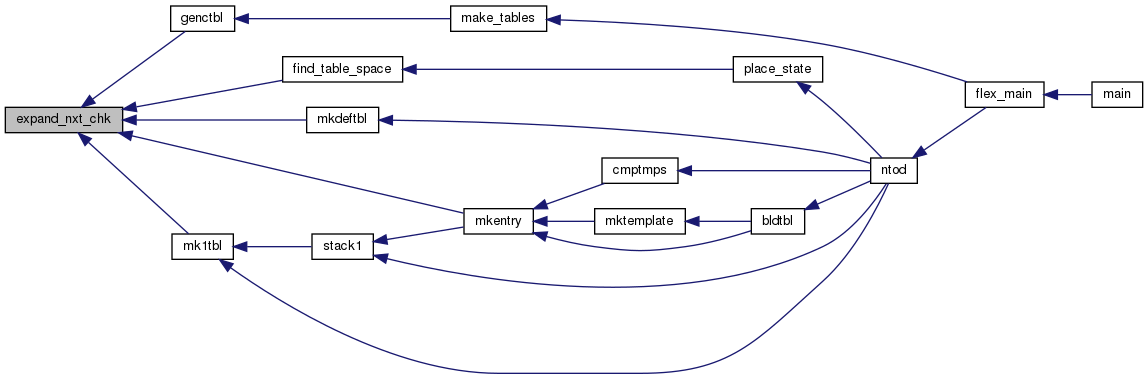 genctbl
make_tables
find_table_space
place_state
flex_main
main
expand_nxt_chk
mkdeftbl
cmptmps
ntod
mkentry
mktemplate
bldtbl
mk1tbl
stack1